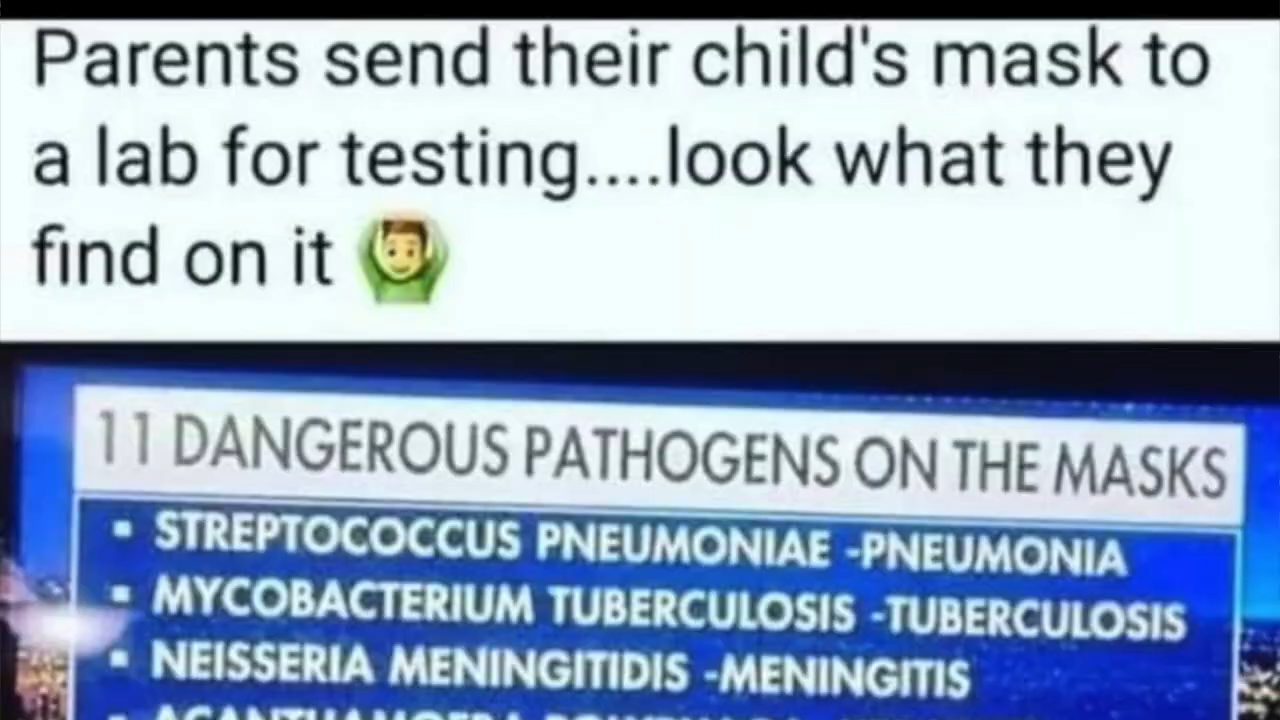 Parents send their child's mask to
a lab for testing....look what they
find on it
11 DANGEROUS PATHOGENS ON THE MASKS
▪ STREPTOCOCCUS PNEUMONIAE -PNEUMONIA
▪ MYCOBACTERIUM TUBERCULOSIS -TUBERCULOSIS
▪ NEISSERIA MENINGITIDIS -MENINGITIS